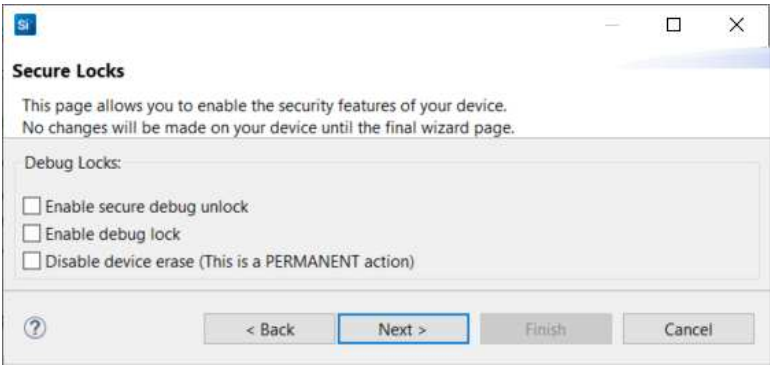 Si
Secure Locks
This page allows you to enable the security features of your device.
No changes will be made on your device until the final wizard page.
Debug Locks:
Enable secure debug unlock
Enable debug lock
Disable device erase (This is a PERMANENT action)
?
< Back
Next >
Finish
Cancel